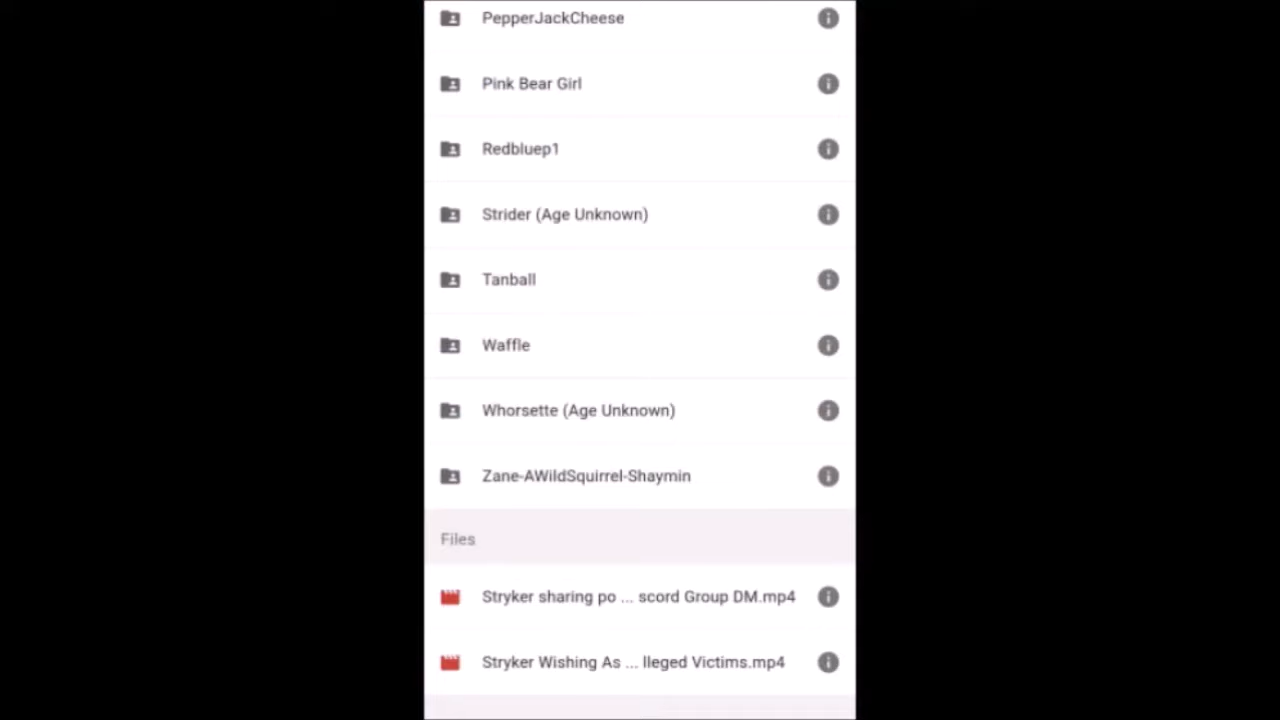 PepperJackCheese
Pink Bear Girl
Redbluep1
Strider (Age Unknown)
Tanball
Waffle
Whorsette (Age Unknown)
Zane-AWildSquirrel-Shaymin
Files
Stryker sharing po ... scord Group DM.mp4
Stryker Wishing As ... lleged Victims.mp4